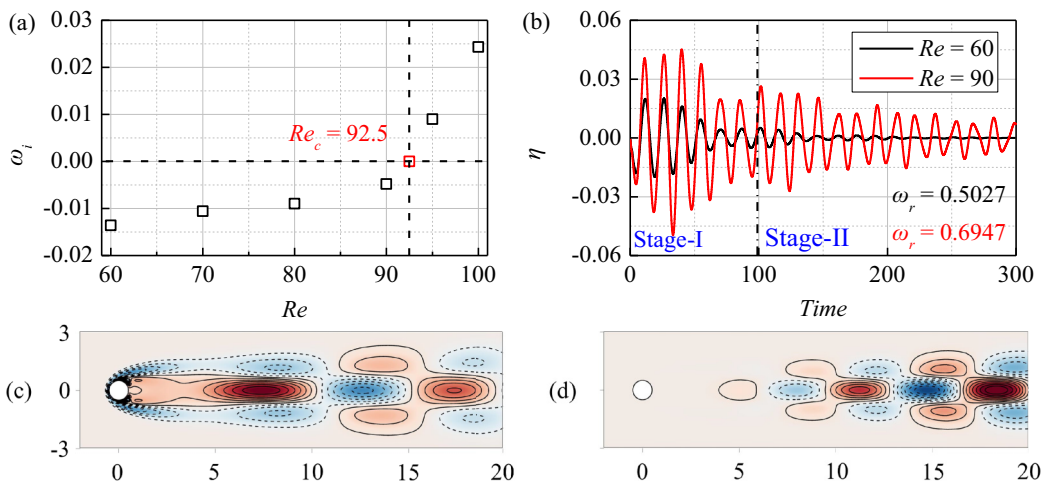 (a)
0.03
0.02
0.01
0.00
-0.01
-0.02
ω_i
Re_c = 92.5
60
70
80
90
100
Re
(b)
0.06
0.03
0.00
-0.03
-0.06
η
Re = 60
Re = 90
ω_r = 0.5027
ω_r = 0.6947
Stage-I
Stage-II
0
100
200
300
Time
(c)
3
0
-3
0
5
10
15
20
(d)
0
5
10
15
20